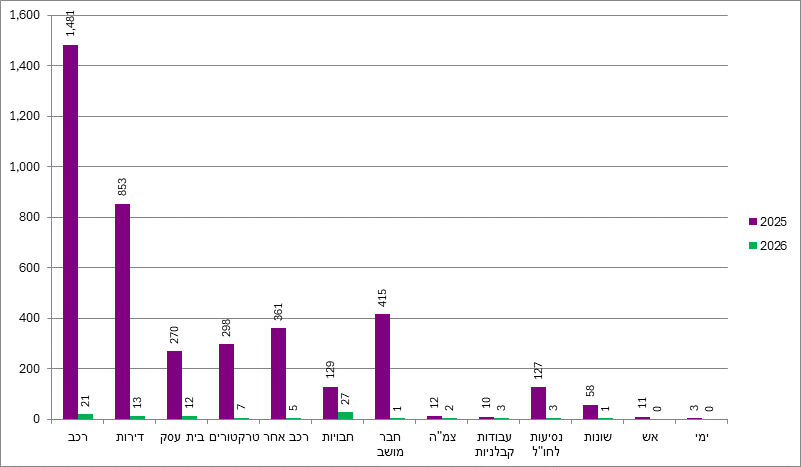 1,600
1,400
1,200
1,000
800
600
400
200
0
1,481
21
853
13
270
12
298
7
361
5
129
27
415
1
12
2
10
3
127
3
58
1
11
0
3
0
רכב
דירות
בית עסק
טרקטורים
רכב אחר
חבויות
חבר
מושב
צמ"ה
עבודות
קבלניות
נסיעות
לחו"ל
שונות
אש
ימי
2025
2026